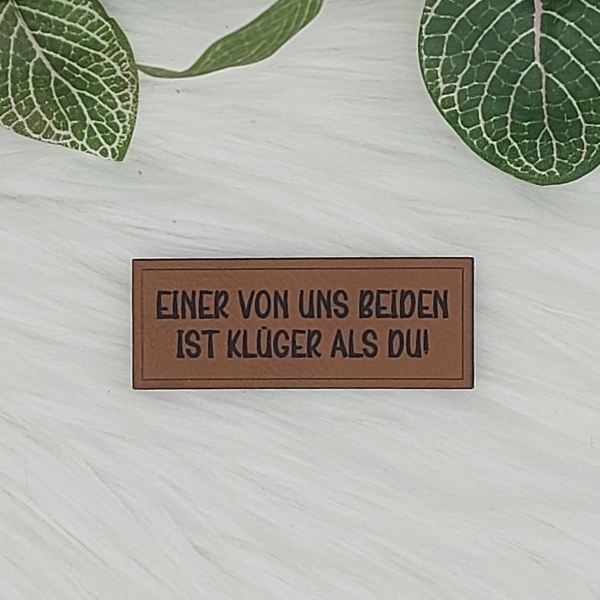 EINER VON UNS BEIDEN
IST KLÜGER ALS DU!